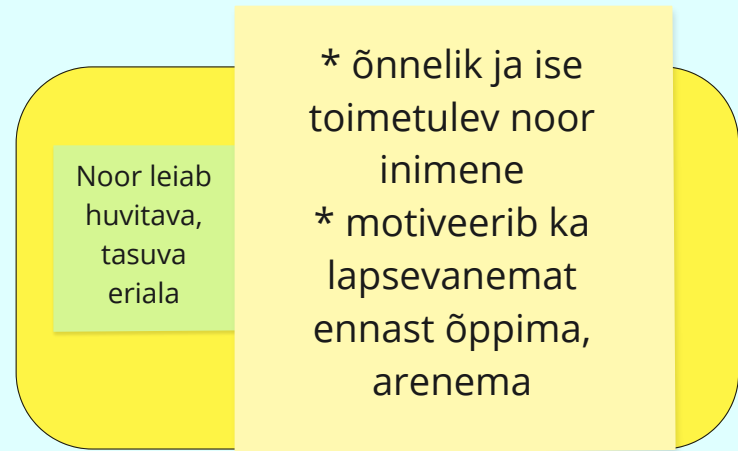 Noor leiab
huvitava,
tasuva
eriala
* õnnelik ja ise
toimetulev noor
inimene
* motiveerib ka
lapsevanemat
ennast õppima,
arenema